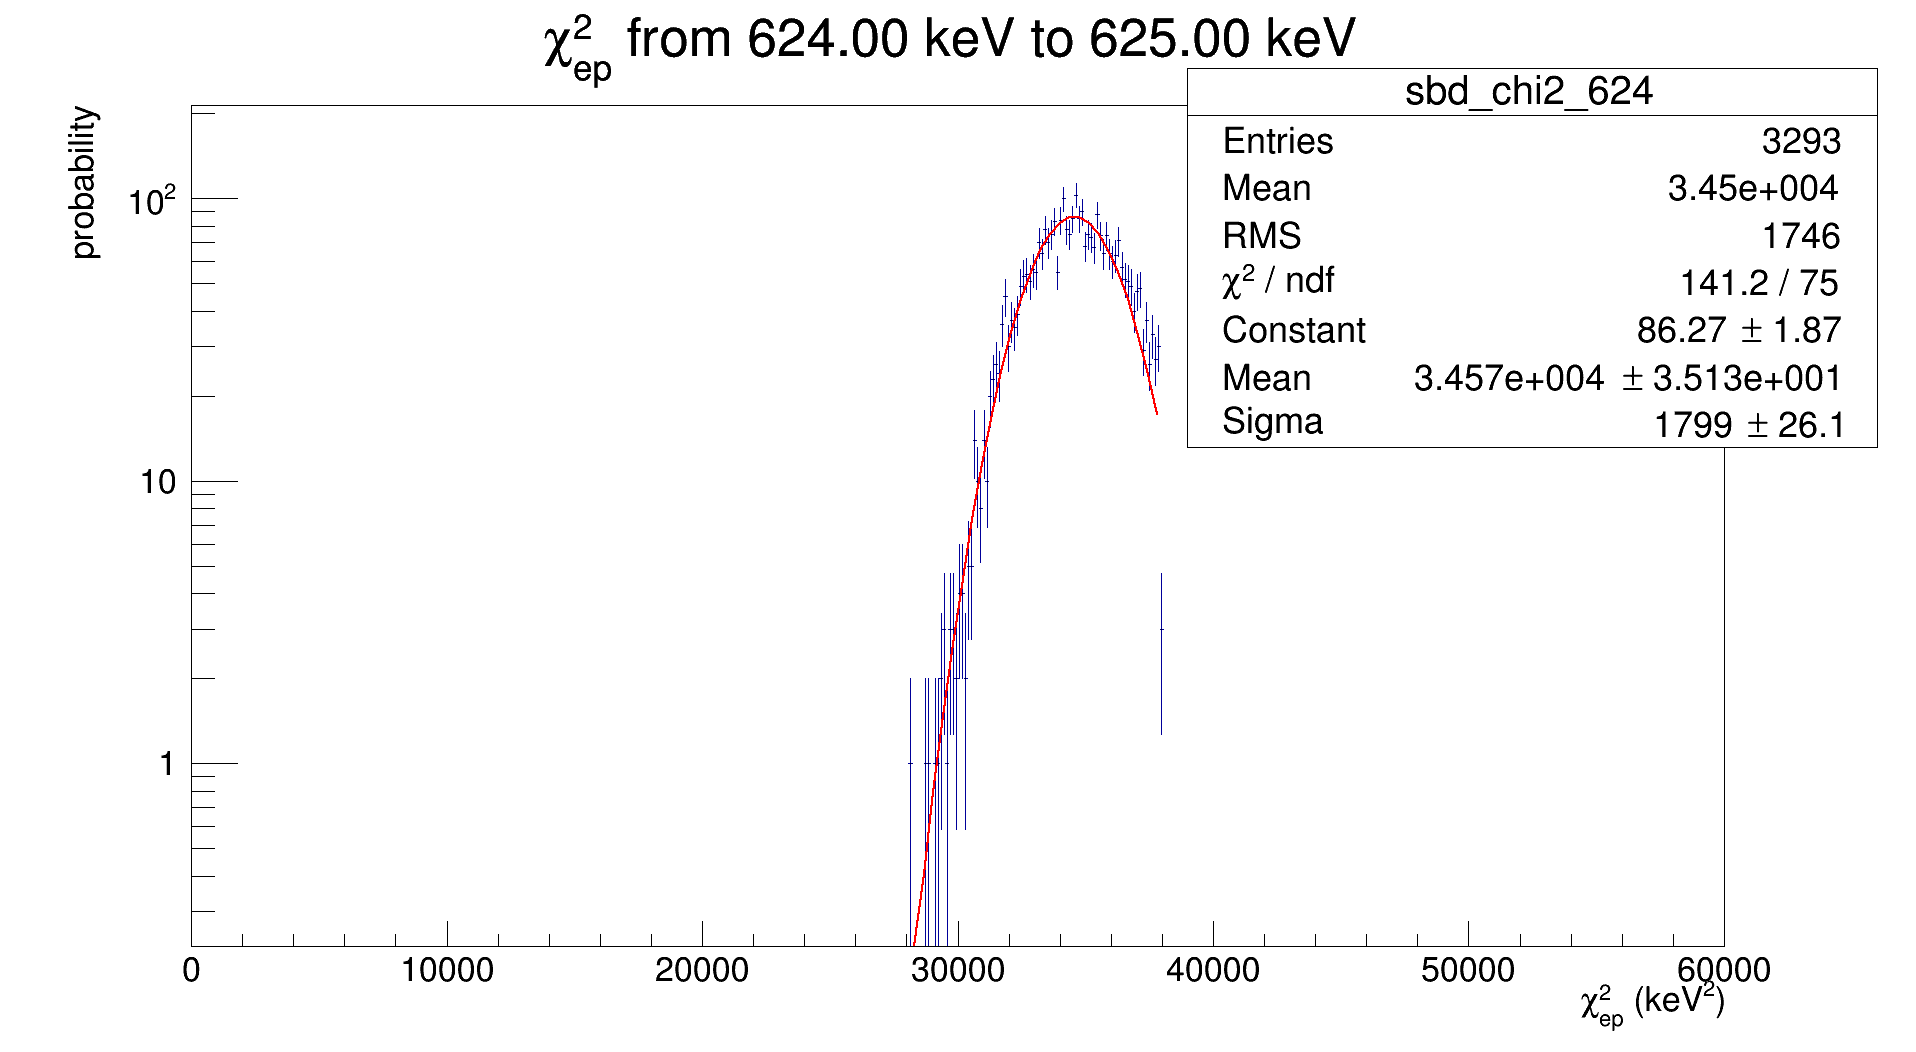 χ²ep from 624.00 keV to 625.00 keV
sbd_chi2_624
Entries 3293
Mean 3.45e+004
RMS 1746
χ² / ndf 141.2 / 75
Constant 86.27 ± 1.87
Mean 3.457e+004 ± 3.513e+001
Sigma 1799 ± 26.1
probability
10²
10
1
0 10000 20000 30000 40000 50000 60000
χ²ep (keV²)